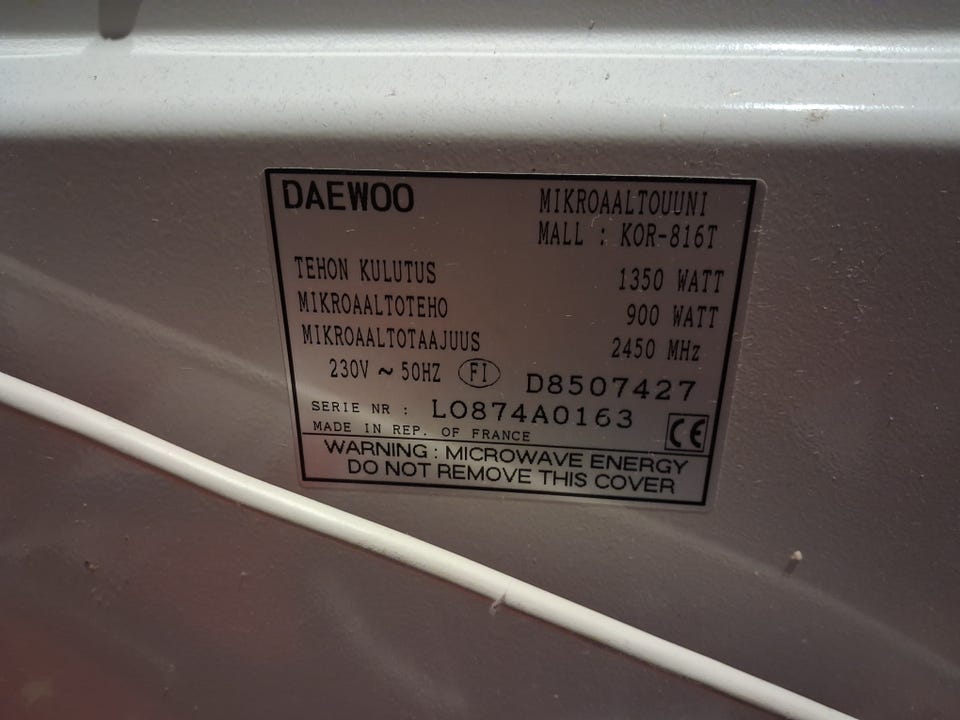 DAEWOO MIKROAALTOUUNI
MALL : KOR-816T
TEHON KULUTUS 1350 WATT
MIKROAALTOTEHO 900 WATT
MIKROAALTOTAAJUUS 2450 MHz
230V ~ 50HZ FI D8507427
SERIE NR : LO874A0163
MADE IN REP. OF FRANCE CE
WARNING : MICROWAVE ENERGY
DO NOT REMOVE THIS COVER